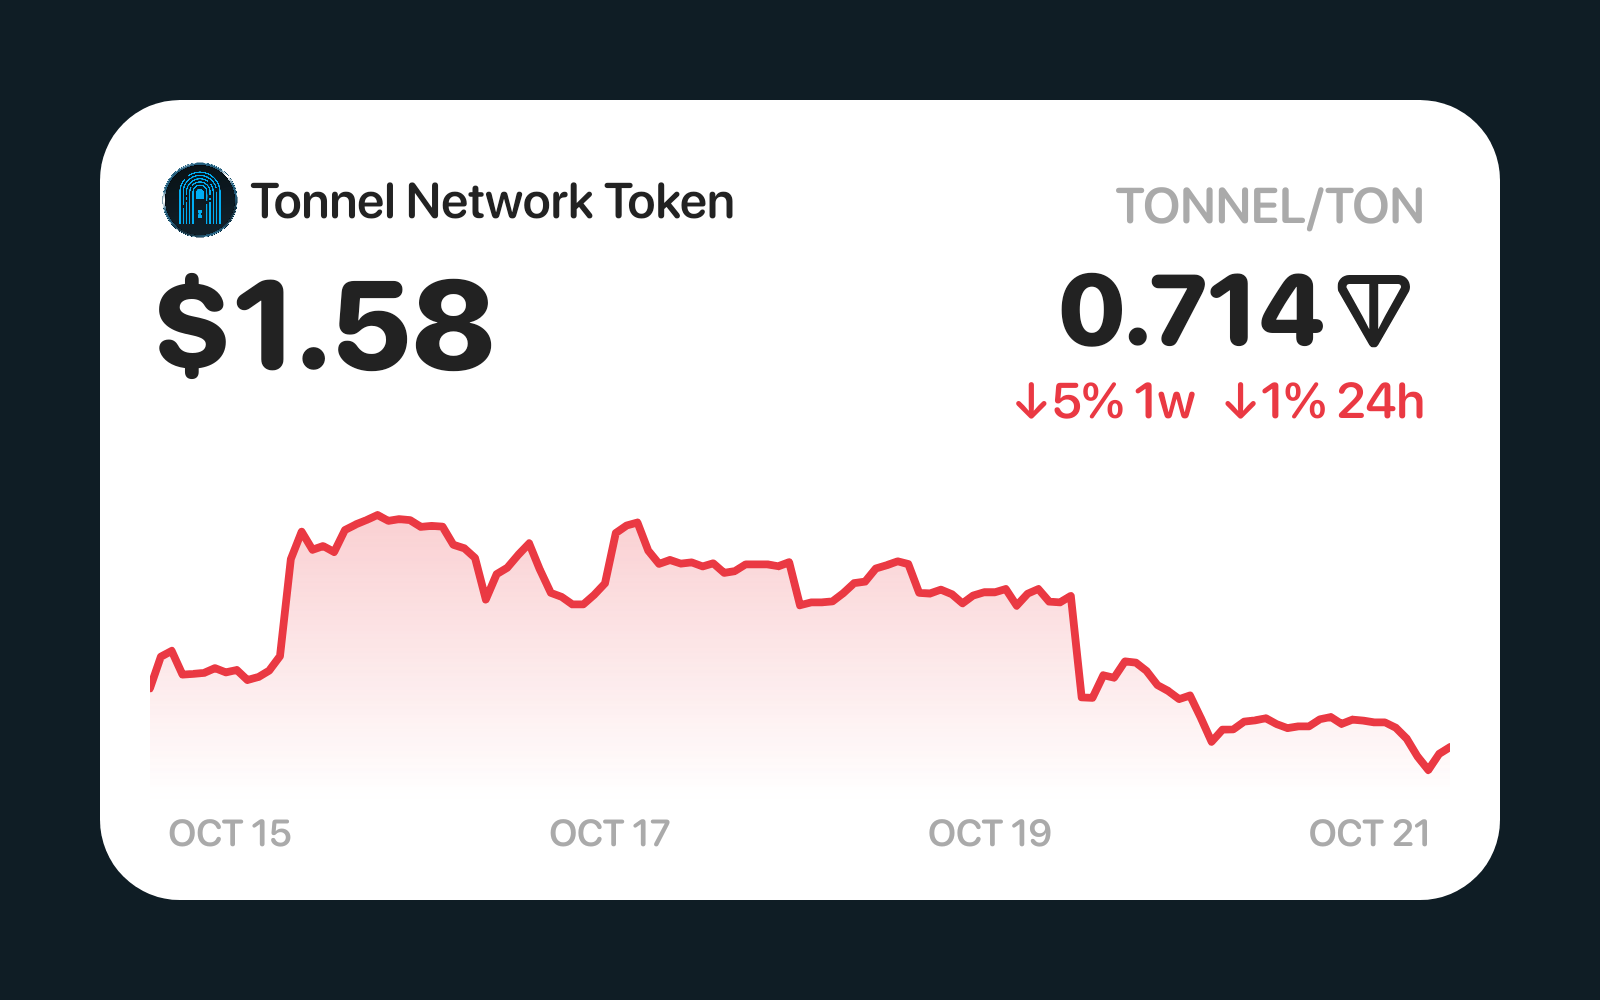 Tonnel Network Token
TONNEL/TON
$1.58
0.714
↓5% 1w ↓1% 24h
OCT 15 OCT 17 OCT 19 OCT 21